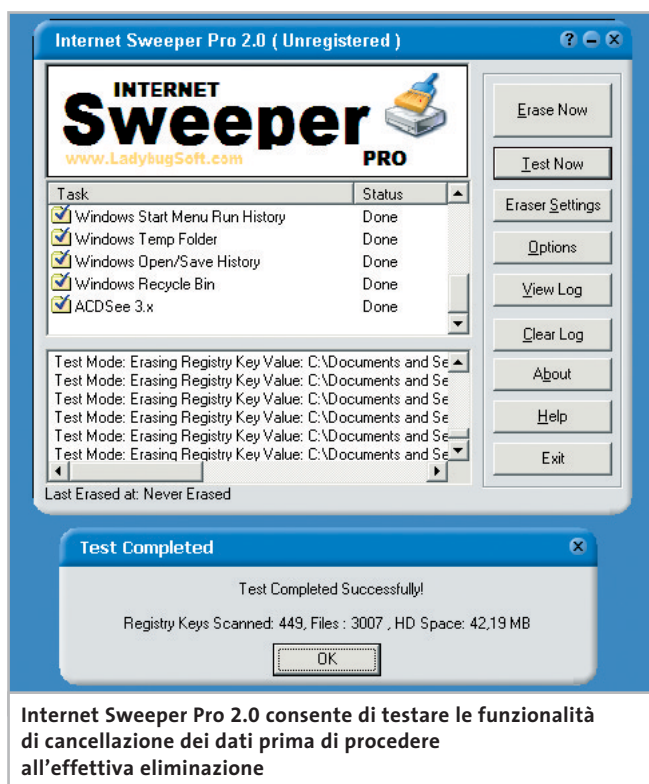 Internet Sweeper Pro 2.0 ( Unregistered )
INTERNET
Sweeper
www.LadybugSoft.com PRO
Task Status
Windows Start Menu Run History Done
Windows Temp Folder Done
Windows Open/Save History Done
Windows Recycle Bin Done
ACDSee 3.x Done
Test Mode: Erasing Registry Key Value: C:\Documents and Se
Test Mode: Erasing Registry Key Value: C:\Documents and Se
Test Mode: Erasing Registry Key Value: C:\Documents and Se
Test Mode: Erasing Registry Key Value: C:\Documents and Se
Test Mode: Erasing Registry Key Value: C:\Documents and Se
Test Mode: Erasing Registry Key Value: C:\Documents and Se
Last Erased at: Never Erased
Erase Now
Test Now
Eraser Settings
Options
View Log
Clear Log
About
Help
Exit
Test Completed
Test Completed Successfully!
Registry Keys Scanned: 449, Files : 3007 , HD Space: 42,19 MB
OK
Internet Sweeper Pro 2.0 consente di testare le funzionalità
di cancellazione dei dati prima di procedere
all'effettiva eliminazione